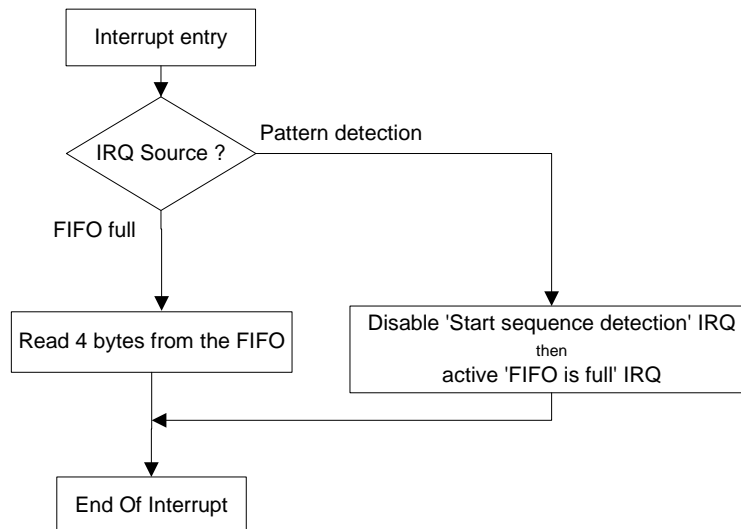 Interrupt entry
IRQ Source ?
Pattern detection
FIFO full
Read 4 bytes from the FIFO
Disable 'Start sequence detection' IRQ
then
active 'FIFO is full' IRQ
End Of Interrupt